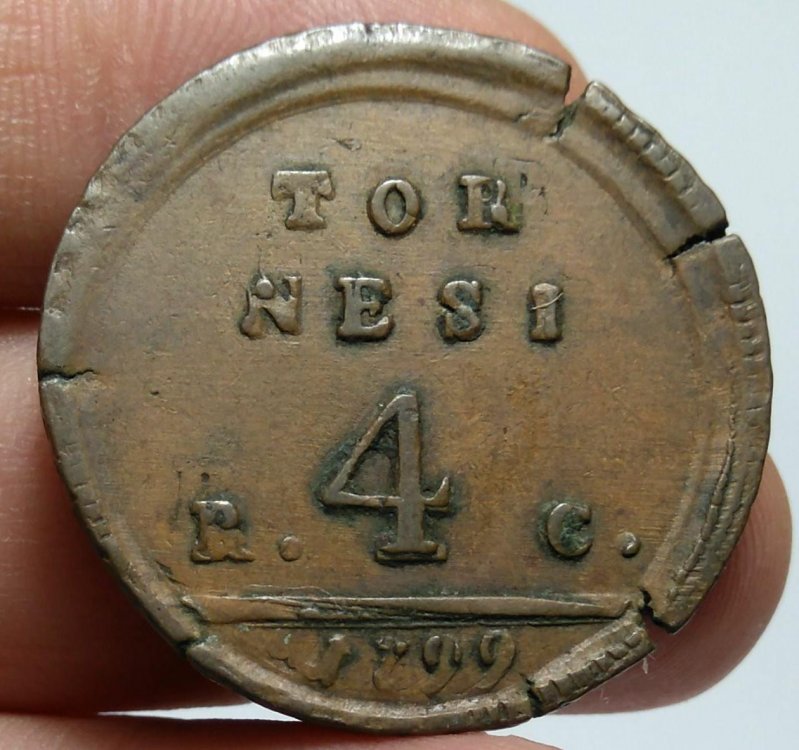 TOR
NESI
R. 4 C.
1799